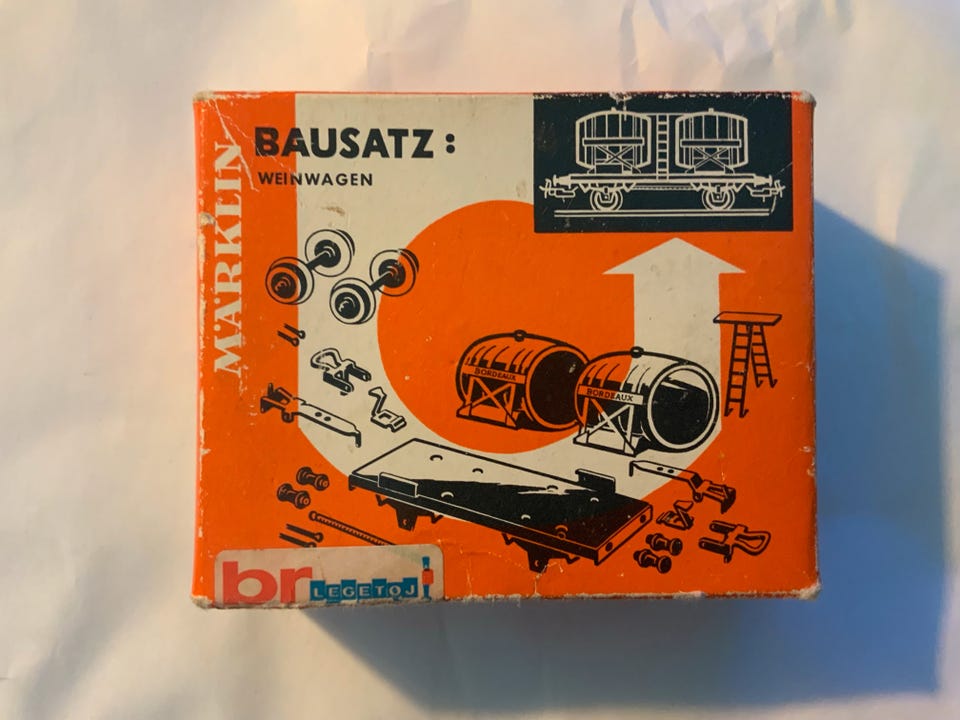 MÄRKLIN
BAUSATZ:
WEINWAGEN
BORDEAUX
BORDEAUX
br LEGETØJ